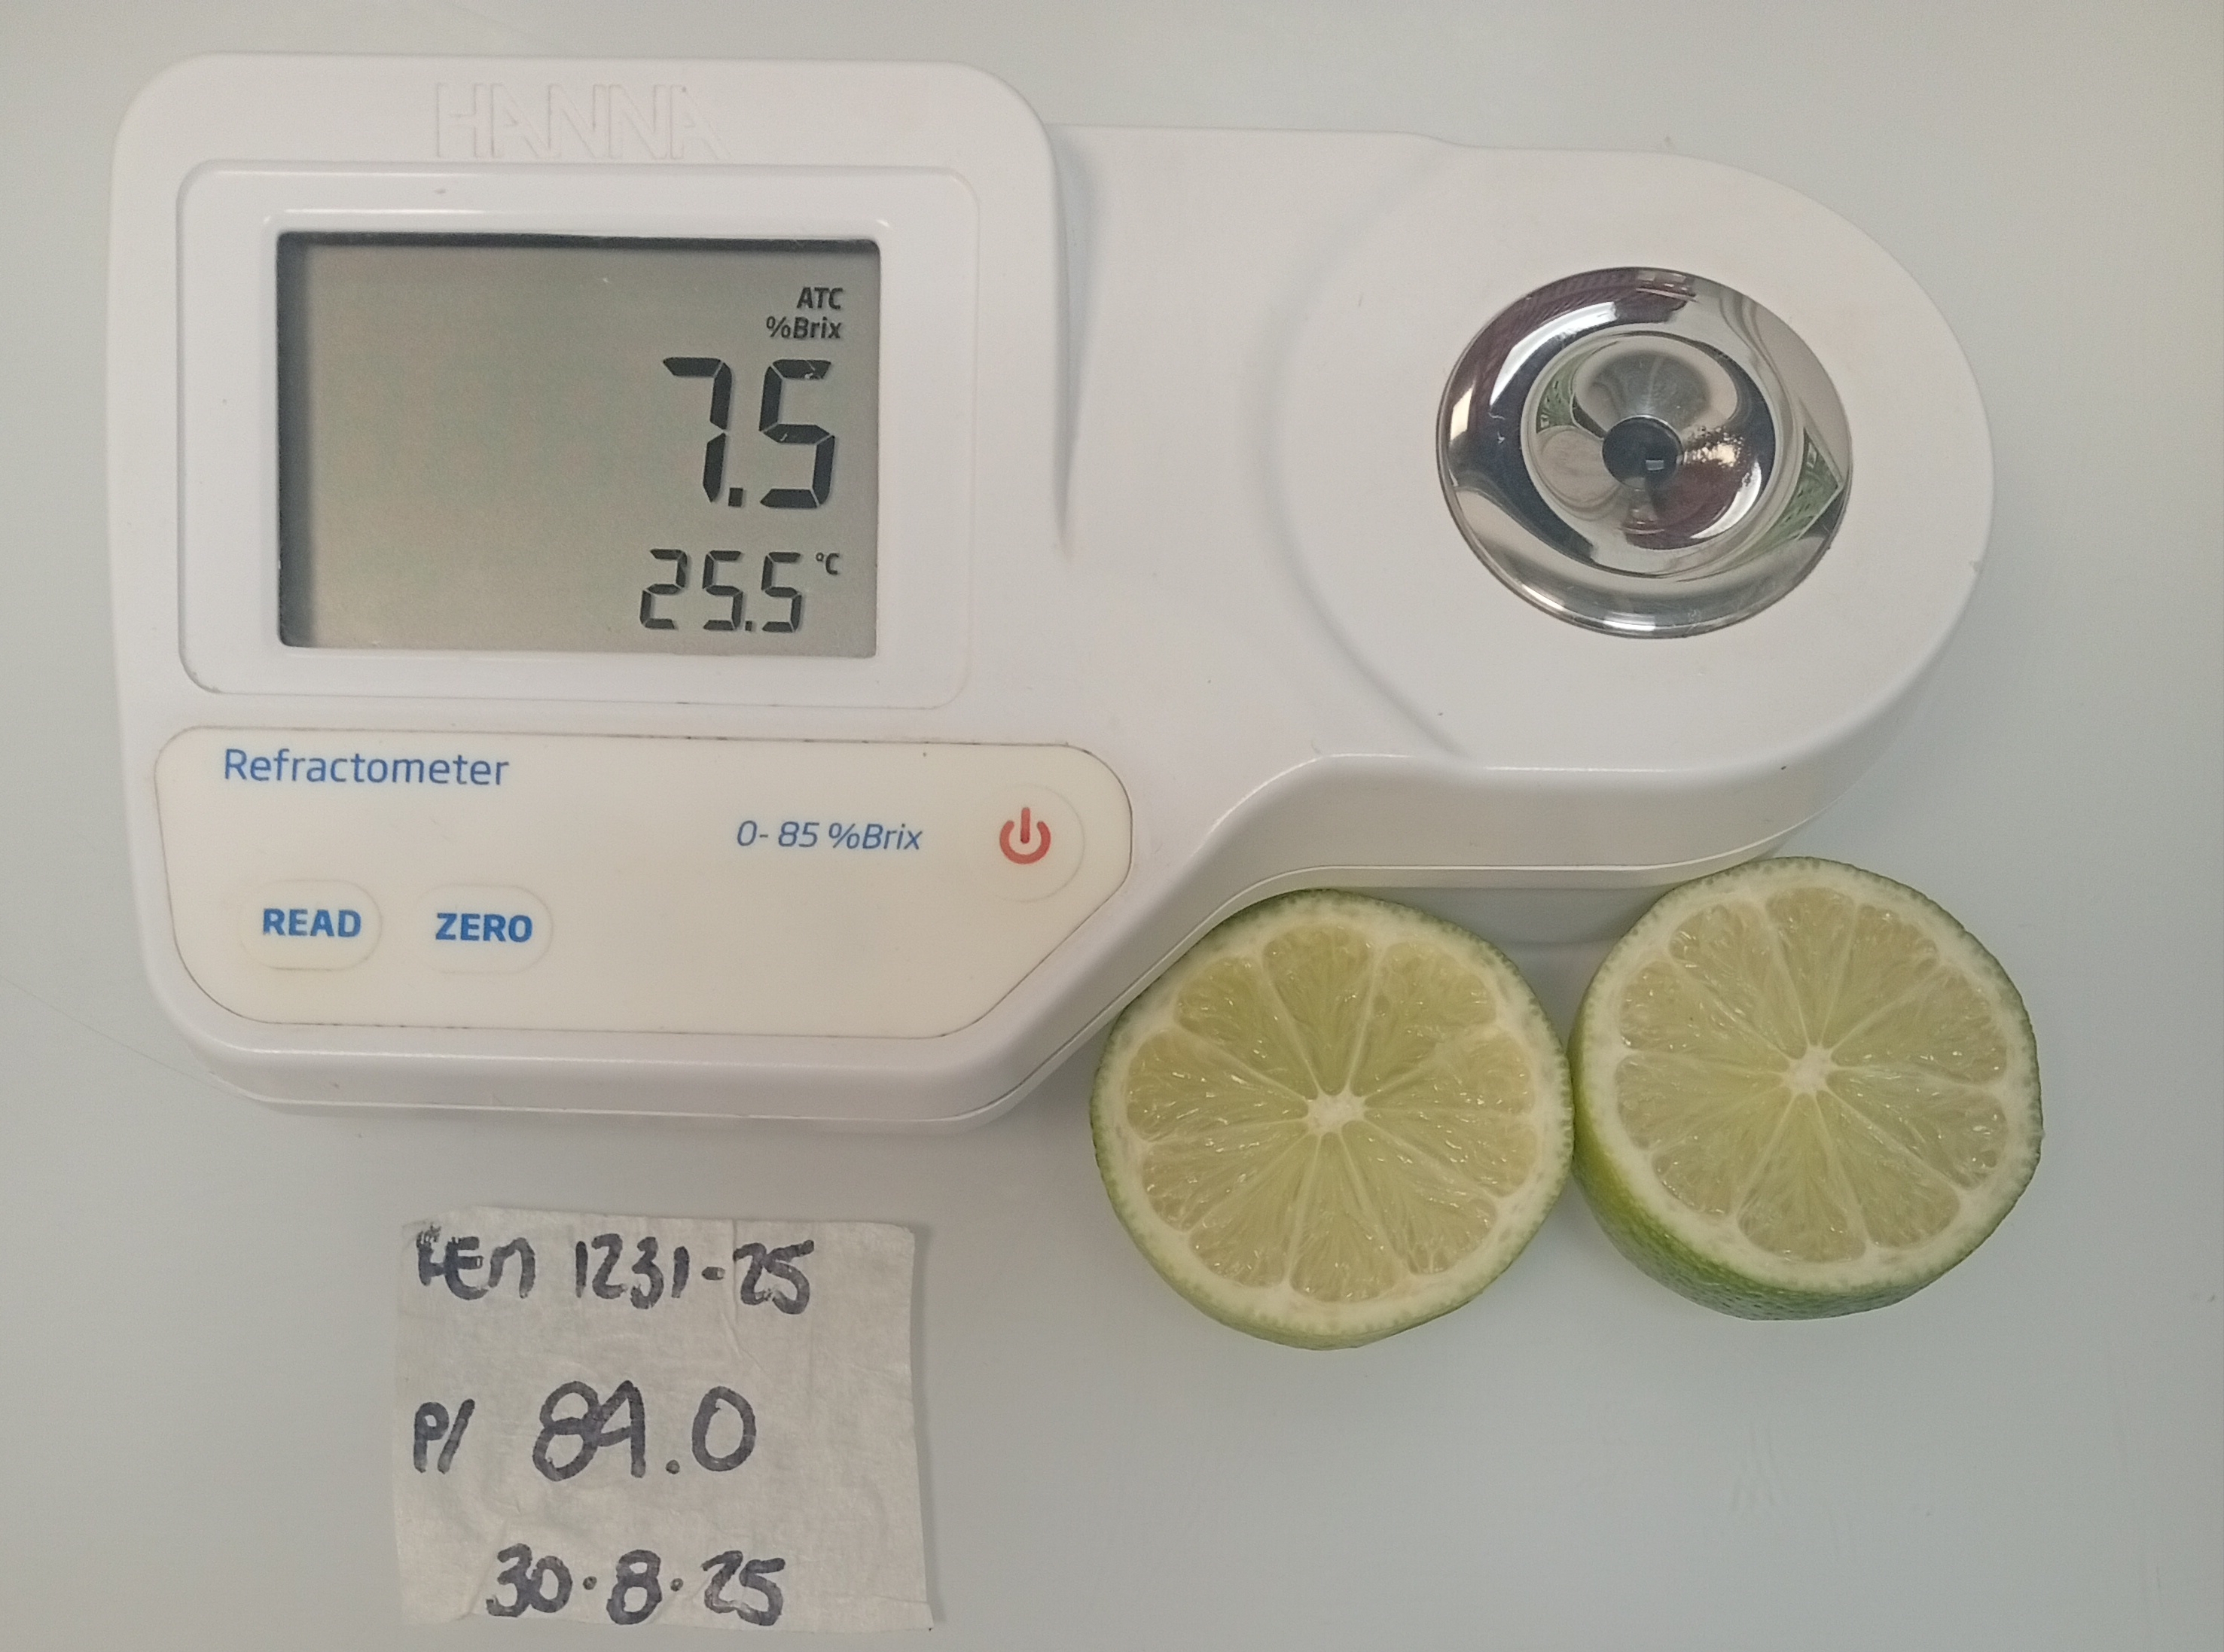 HANNA
ATC
%Brix
7.5
25.5 °C
Refractometer
0-85 %Brix
READ ZERO
1231-25
P/ 89.0
30.8.25